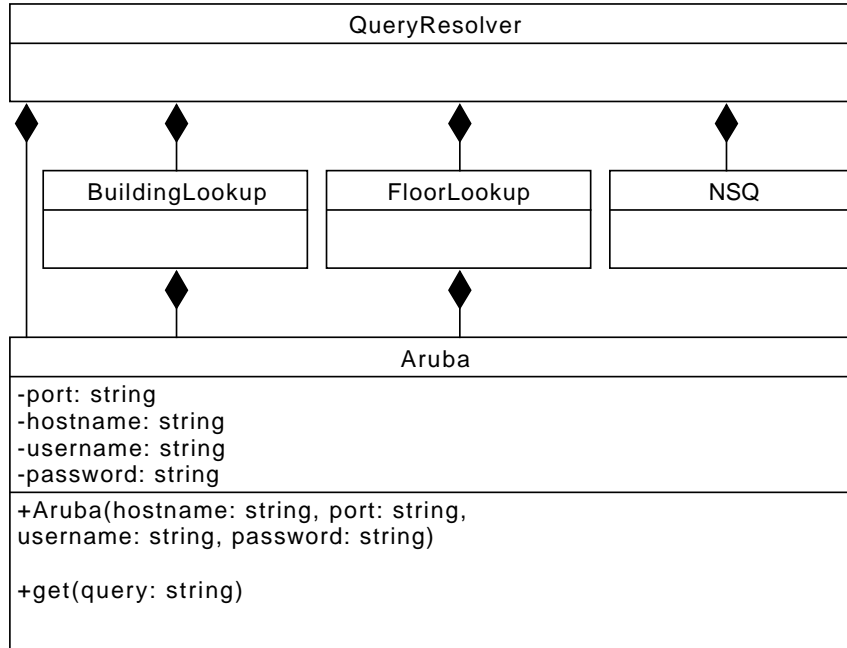 QueryResolver
BuildingLookup
FloorLookup
NSQ
Aruba
-port: string
-hostname: string
-username: string
-password: string
+Aruba(hostname: string, port: string,
username: string, password: string)
+get(query: string)